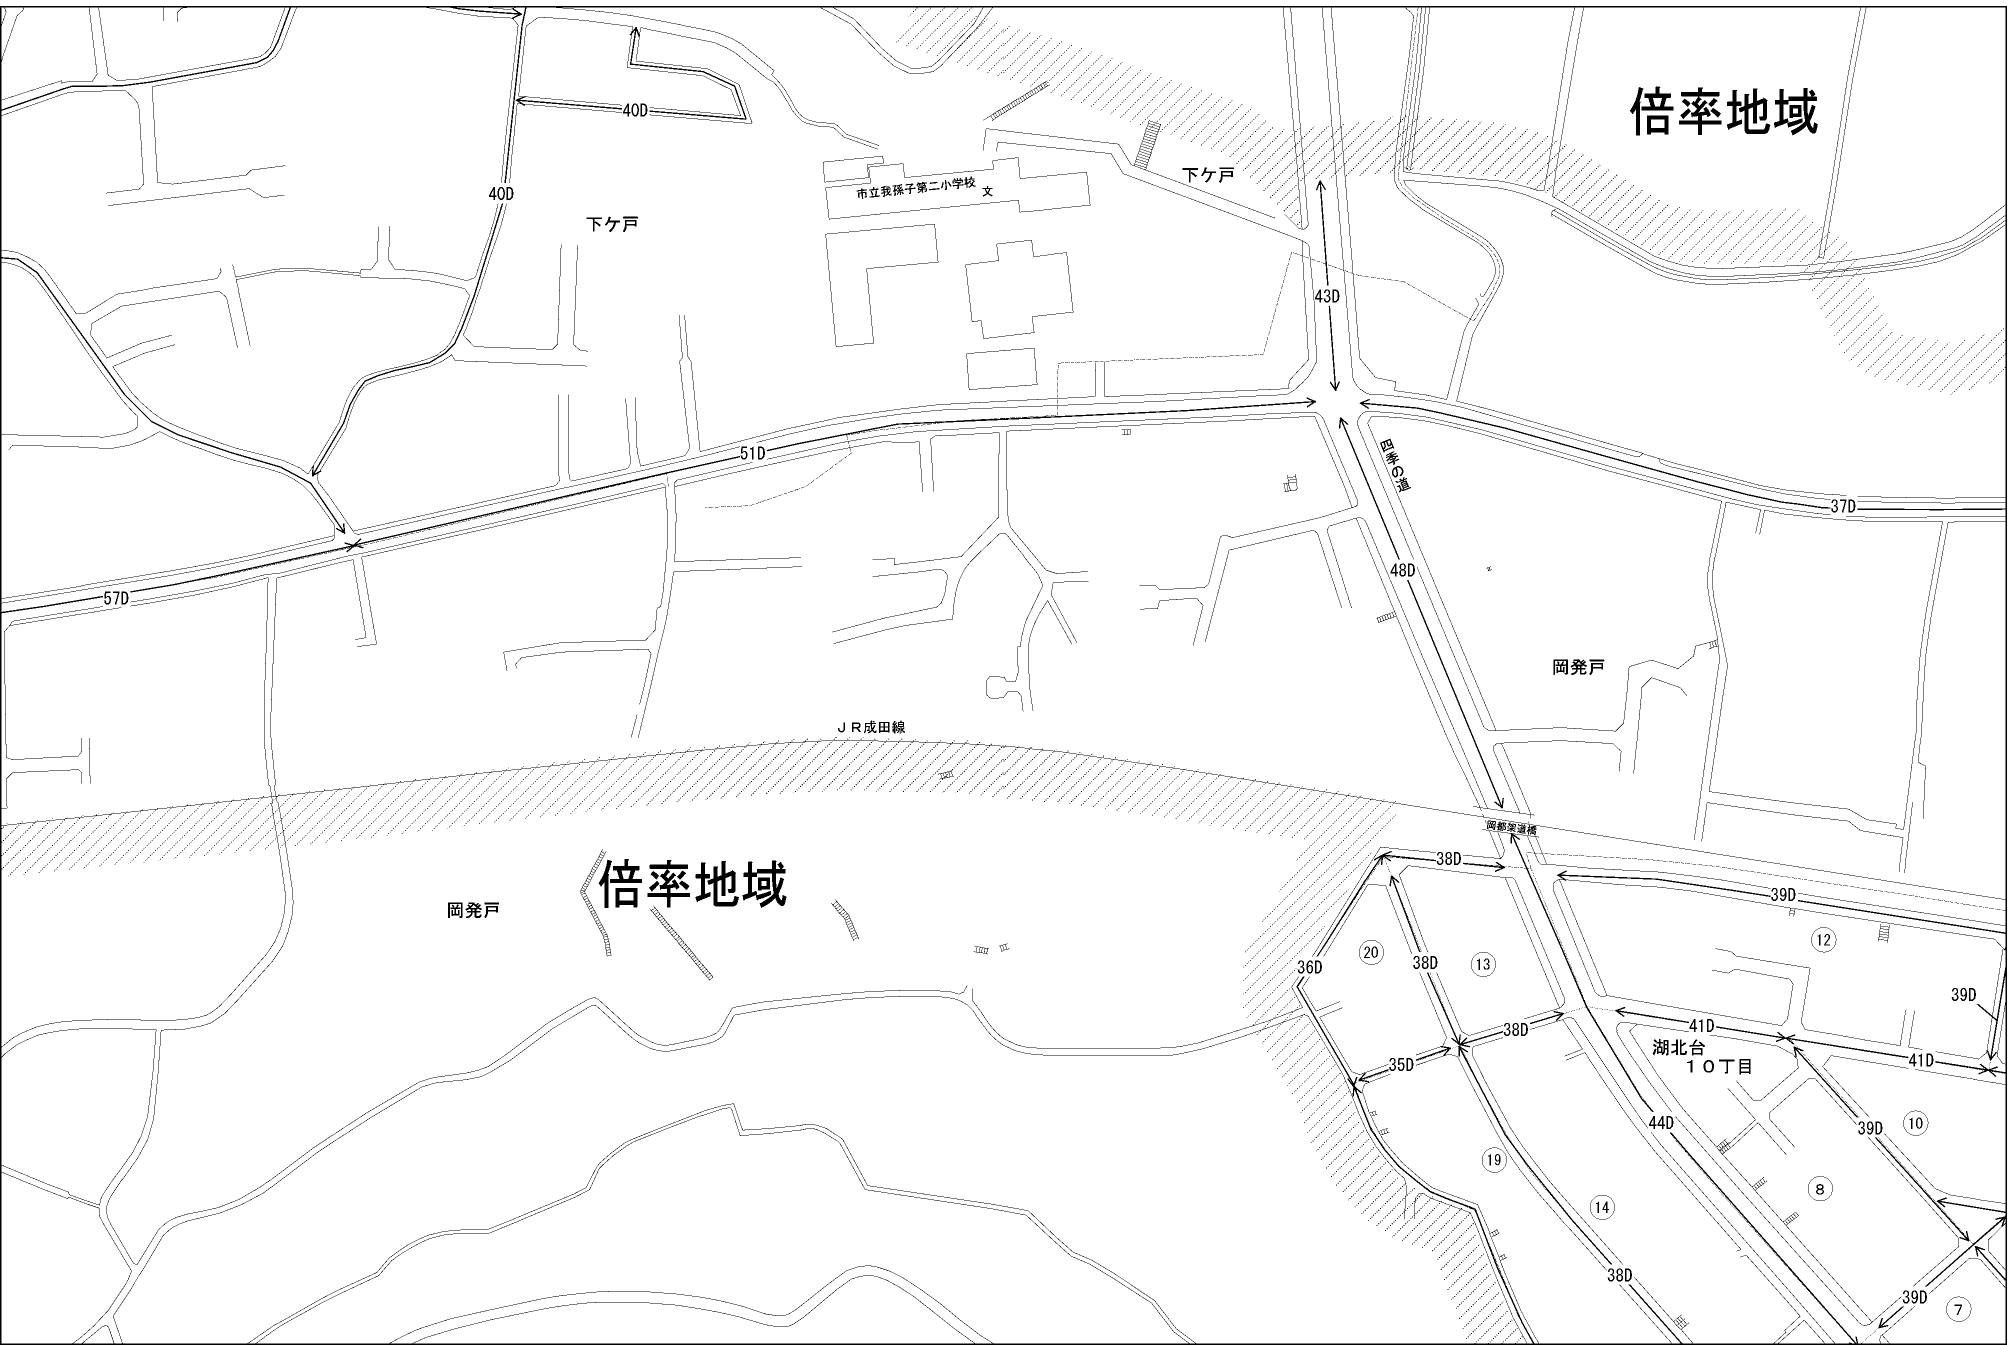 倍率地域
40D
40D
下ケ戸
市立我孫子第二小学校
文
下ケ戸
43D
51D
四季の道
37D
48D
57D
岡発戸
ＪＲ成田線
岡都架道橋
38D
39D
倍率地域
岡発戸
12
20
13
36D
38D
39D
41D
38D
湖北台
１０丁目
41D
35D
44D
39D
10
19
8
14
38D
39D
7